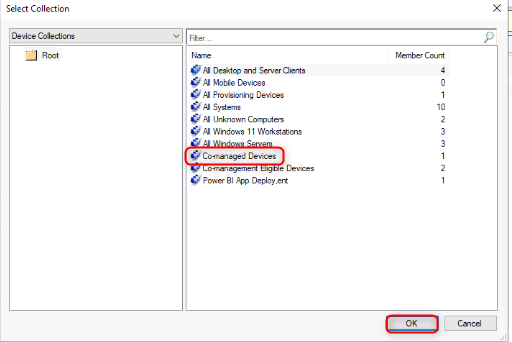 Select Collection
Device Collections
Filter...
Root
Name Member Count
All Desktop and Server Clients 4
All Mobile Devices 0
All Provisioning Devices 1
All Systems 10
All Unknown Computers 2
All Windows 11 Workstations 3
All Windows Servers 3
Co-managed Devices 1
Co-management Eligible Devices 2
Power BI App Deploy.ent 1
OK Cancel